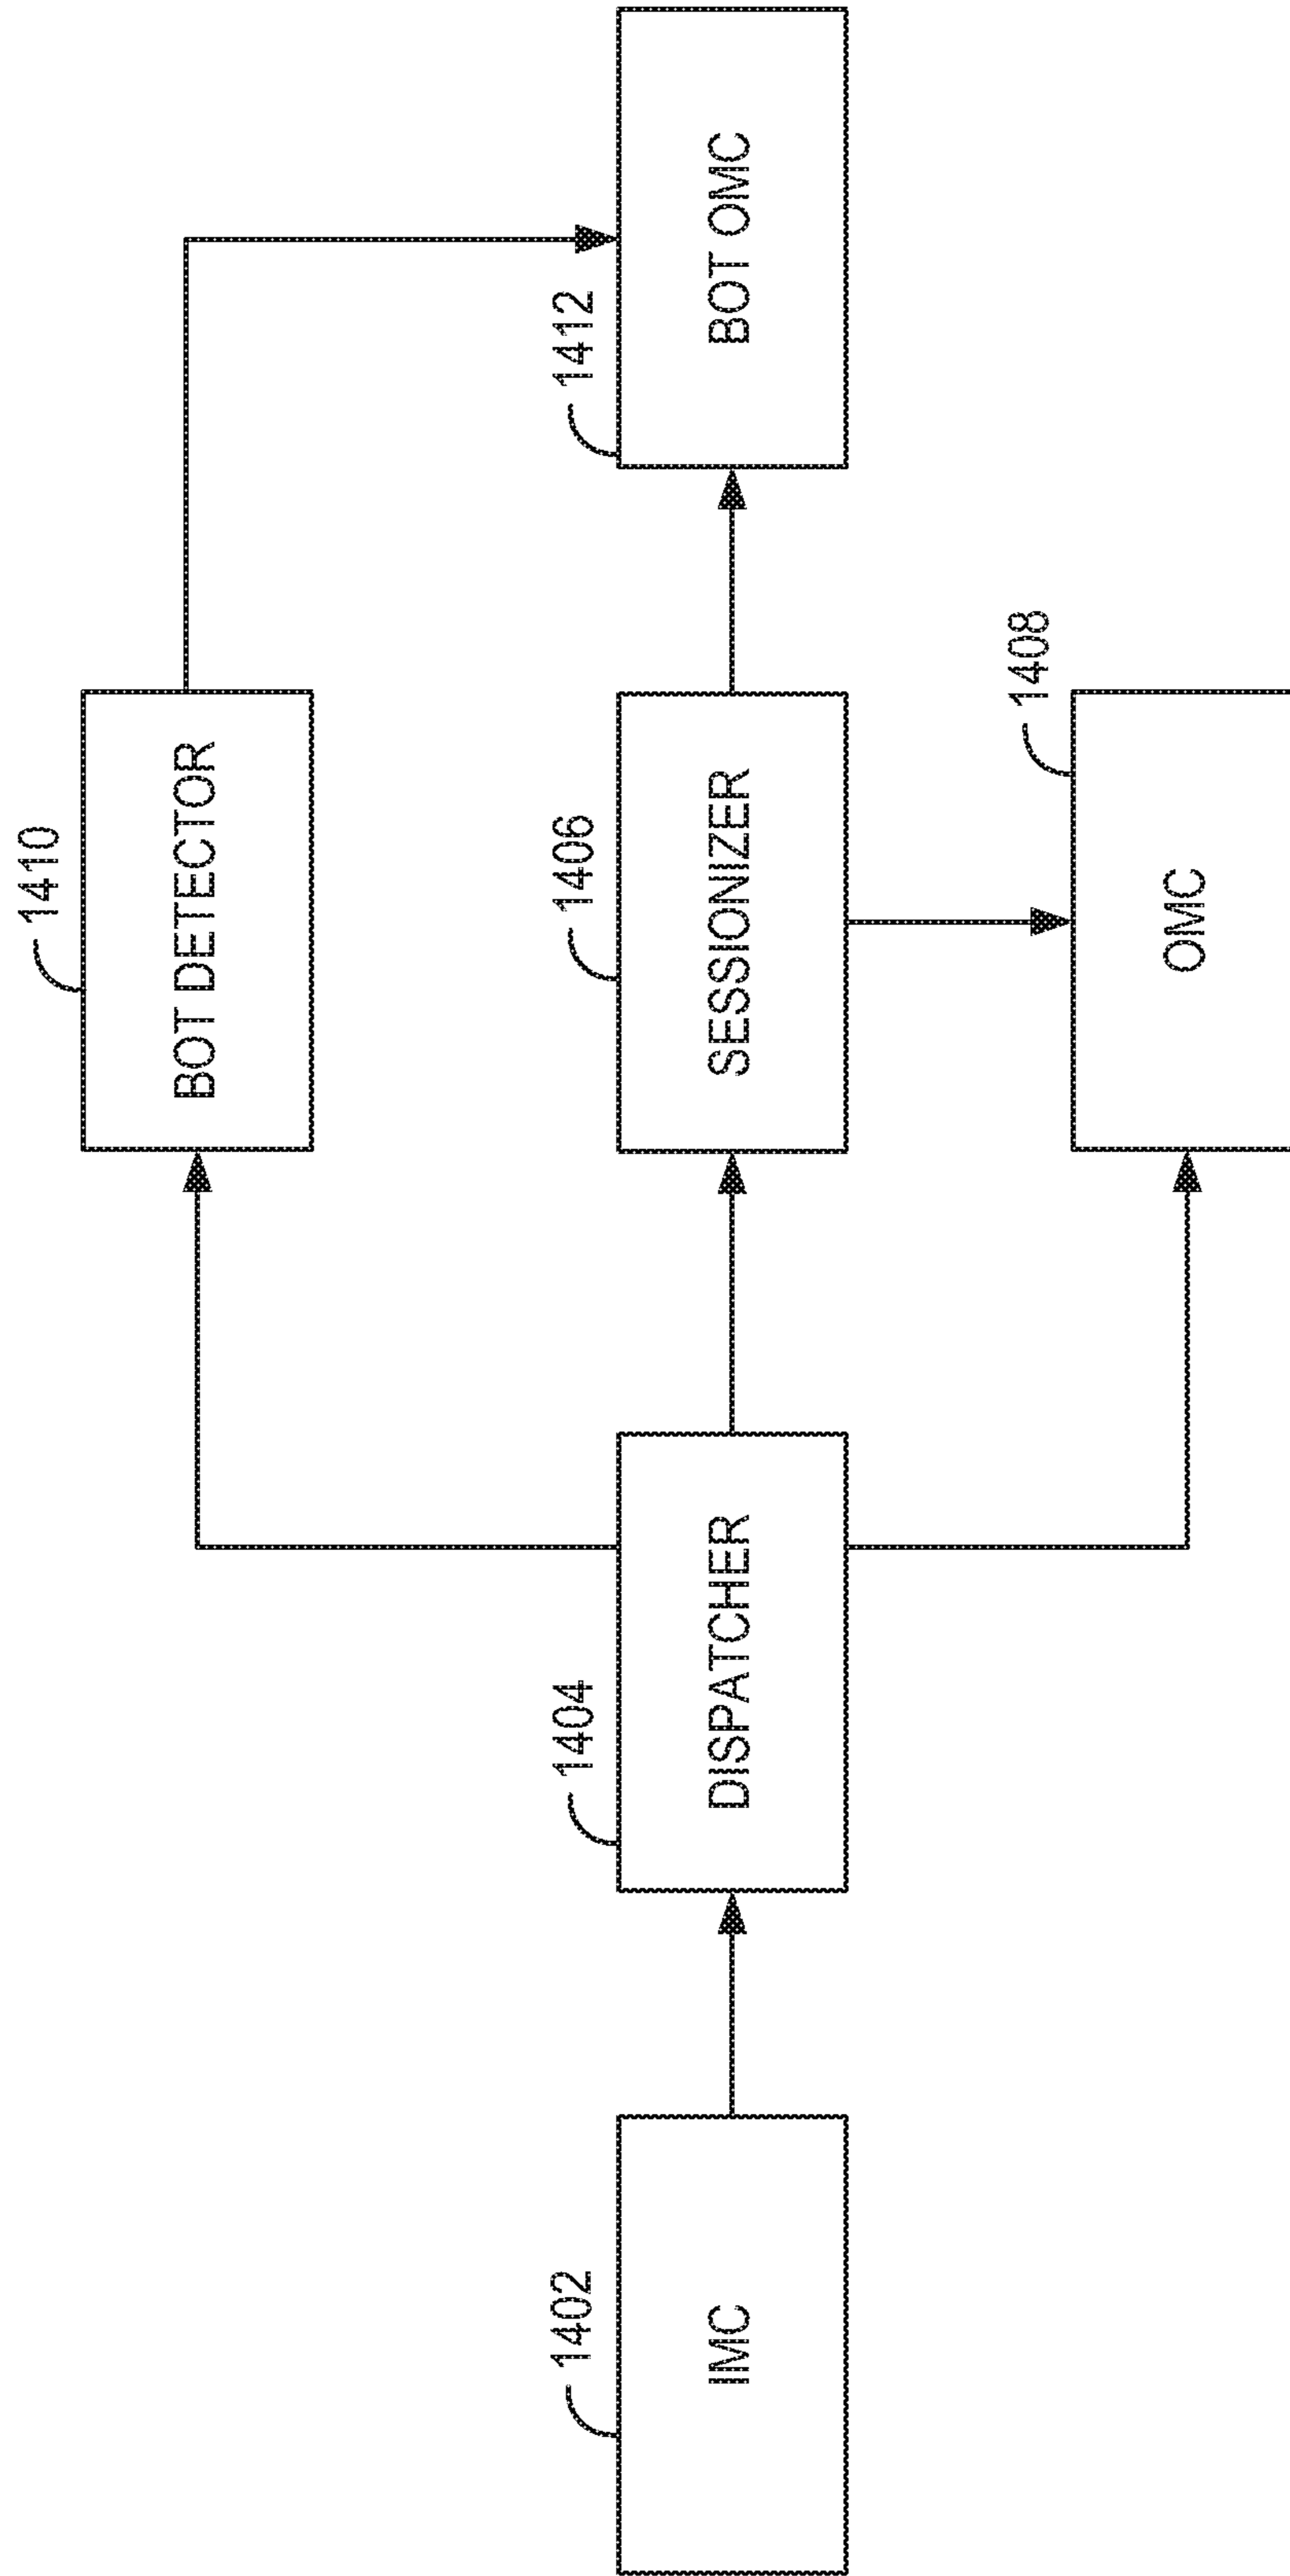 1410
BOT DETECTOR
1402
IMC
1404
DISPATCHER
1406
SESSIONIZER
1412
BOT OMC
1408
OMC